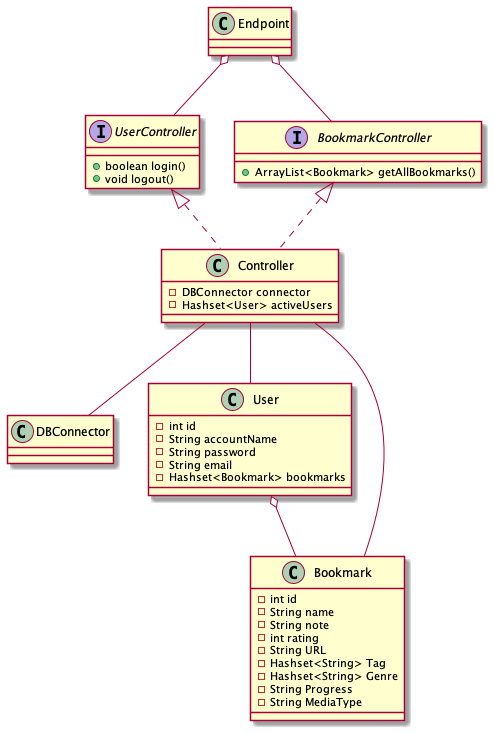 C Endpoint
I UserController
boolean login()
void logout()
I BookmarkController
ArrayList<Bookmark> getAllBookmarks()
C Controller
DBConnector connector
Hashset<User> activeUsers
C DBConnector
C User
int id
String accountName
String password
String email
Hashset<Bookmark> bookmarks
C Bookmark
int id
String name
String note
int rating
String URL
Hashset<String> Tag
Hashset<String> Genre
String Progress
String MediaType